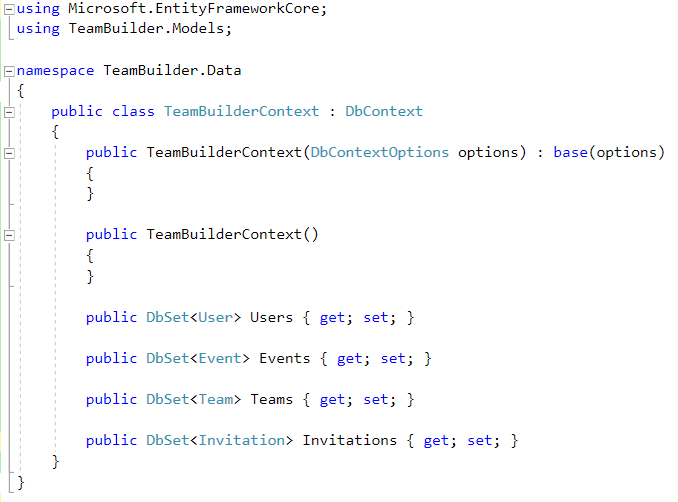 using Microsoft.EntityFrameworkCore;
using TeamBuilder.Models;
namespace TeamBuilder.Data
{
    public class TeamBuilderContext : DbContext
    {
        public TeamBuilderContext(DbContextOptions options) : base(options)
        {
        }
        public TeamBuilderContext()
        {
        }
        public DbSet<User> Users { get; set; }
        public DbSet<Event> Events { get; set; }
        public DbSet<Team> Teams { get; set; }
        public DbSet<Invitation> Invitations { get; set; }
    }
}